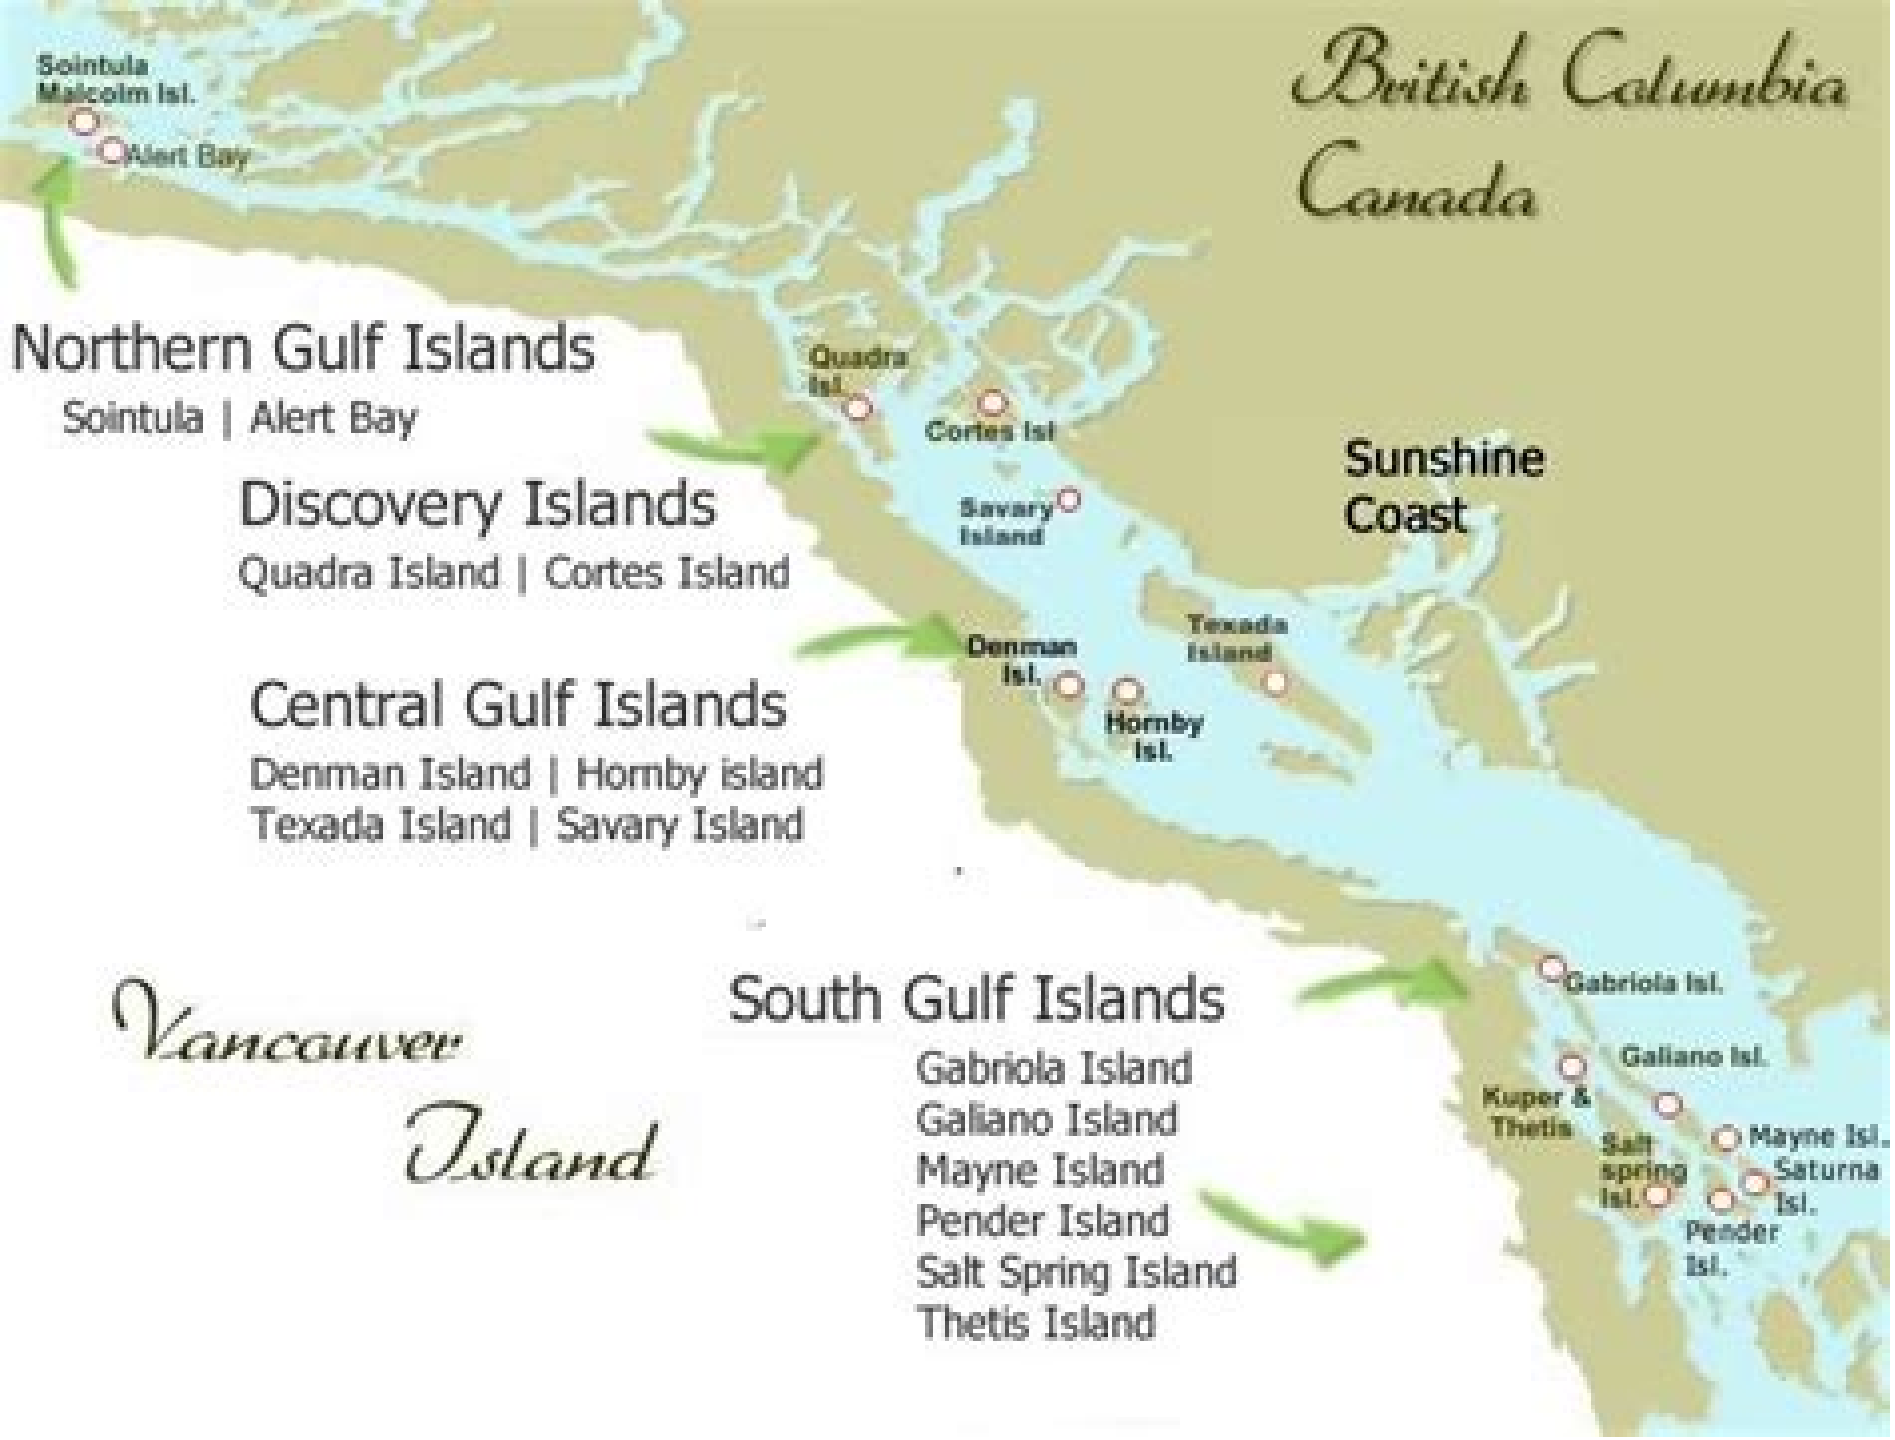 British Columbia
Canada
Sointula
Malcolm Isl.
Alert Bay
Northern Gulf Islands
Sointula | Alert Bay
Quadra
Isl.
Cortes Isl
Discovery Islands
Quadra Island | Cortes Island
Savary
Island
Sunshine
Coast
Central Gulf Islands
Denman Island | Hornby island
Texada Island | Savary Island
Denman
Isl.
Hornby
Isl.
Texada
Island
Vancouver
Island
South Gulf Islands
Gabriola Island
Galiano Island
Mayne Island
Pender Island
Salt Spring Island
Thetis Island
Gabriola Isl.
Galiano Isl.
Kuper &
Thetis
Mayne Isl.
Salt
spring
Isl.
Saturna
Isl.
Pender
Isl.